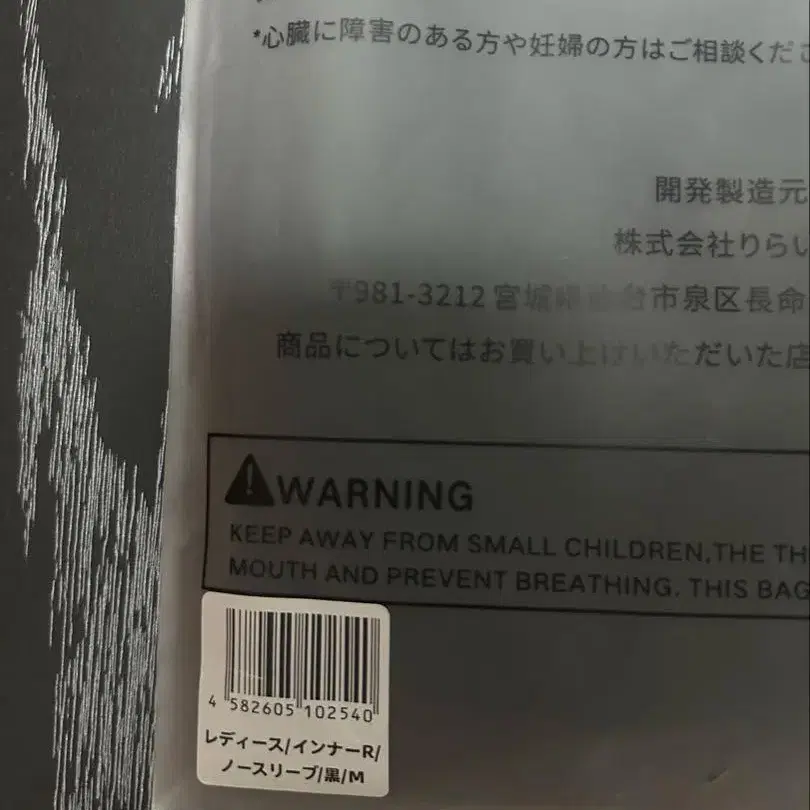 *心臓に障害のある方や妊婦の方はご相談くださ
開発製造元
株式会社りらい
〒981-3212 宮城県仙台市泉区長命
商品についてはお買い上げいただいた店
WARNING
KEEP AWAY FROM SMALL CHILDREN,THE TH
MOUTH AND PREVENT BREATHING. THIS BAG
4 582605 102540
レディース/インナーR/
ノースリーブ/黒/M